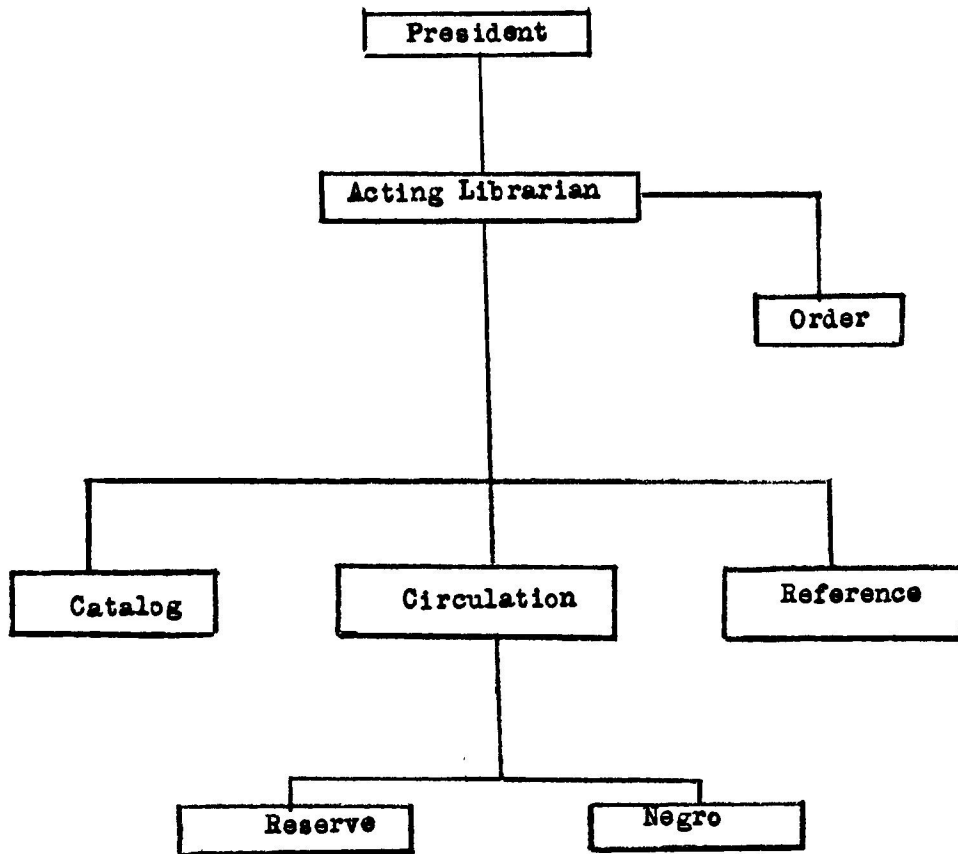 President
Acting Librarian
Order
Catalog
Circulation
Reference
Reserve
Negro